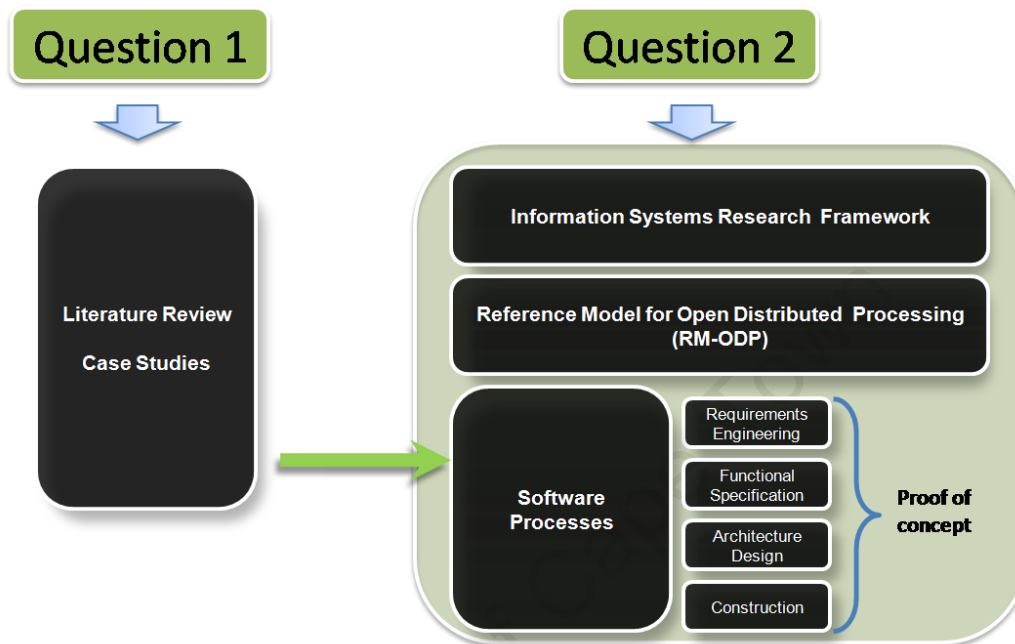 Question 1
Question 2
Literature Review
Case Studies
Information Systems Research Framework
Reference Model for Open Distributed Processing
(RM-ODP)
Software
Processes
Requirements
Engineering
Functional
Specification
Architecture
Design
Construction
Proof of
concept